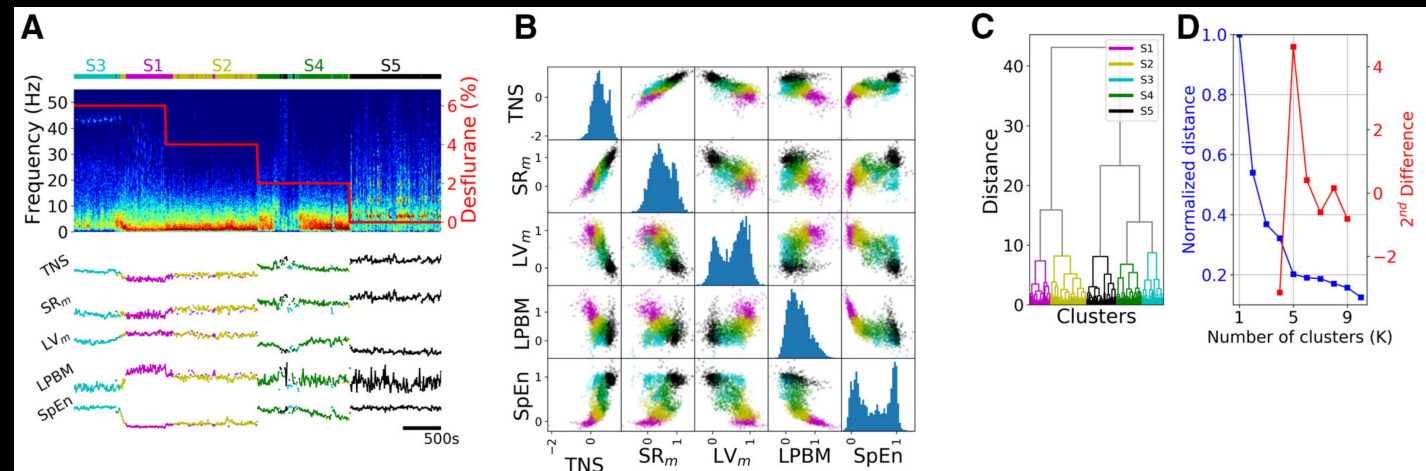 A
S3 S1 S2 S4 S5
Frequency (Hz)
50
40
30
20
10
0
6
4
2
0
Desflurane (%)
TNS
SRm
LVm
LPBM
SpEn
500s
B
TNS
0
-2
SRm
1
0
LVm
1
0
LPBM
1
0
SpEn
1
0
−2 0 0 1 0 1 0 1 0 1
TNS SRm LVm LPBM SpEn
C
Distance
40
30
20
10
0
S1
S2
S3
S4
S5
Clusters
D
Normalized distance
1.0
0.8
0.6
0.4
0.2
4
2
0
−2
2nd Difference
1 5 9
Number of clusters (K)